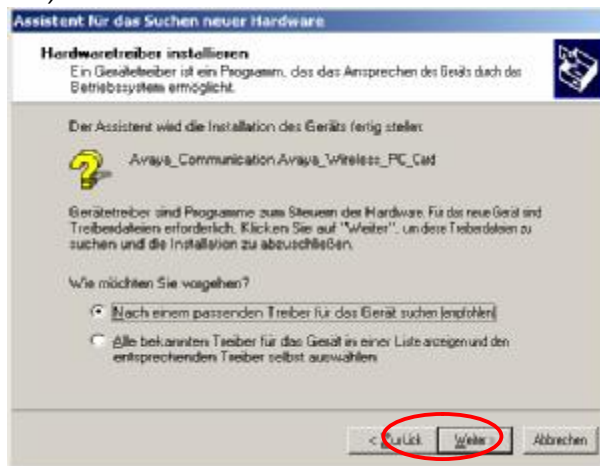 Assistent für das Suchen neuer Hardware
Hardwaretreiber installieren
Ein Gerätetreiber ist ein Programm, das das Ansprechen des Geräts durch das
Betriebssystem ermöglicht.
Der Assistent wird die Installation des Geräts fertig stellen:
Avaya_Communication Avaya_Wireless_PC_Card
Gerätetreiber sind Programme zum Steuern der Hardware. Für das neue Gerät sind
Treiberdateien erforderlich. Klicken Sie auf "Weiter", um diese Treiberdateien zu
suchen und die Installation zu abzuschließen.
Wie möchten Sie vorgehen?
Nach einem passenden Treiber für das Gerät suchen (empfohlen)
Alle bekannten Treiber für das Gerät in einer Liste anzeigen und den
entsprechenden Treiber selbst auswählen
< Zurück Weiter > Abbrechen